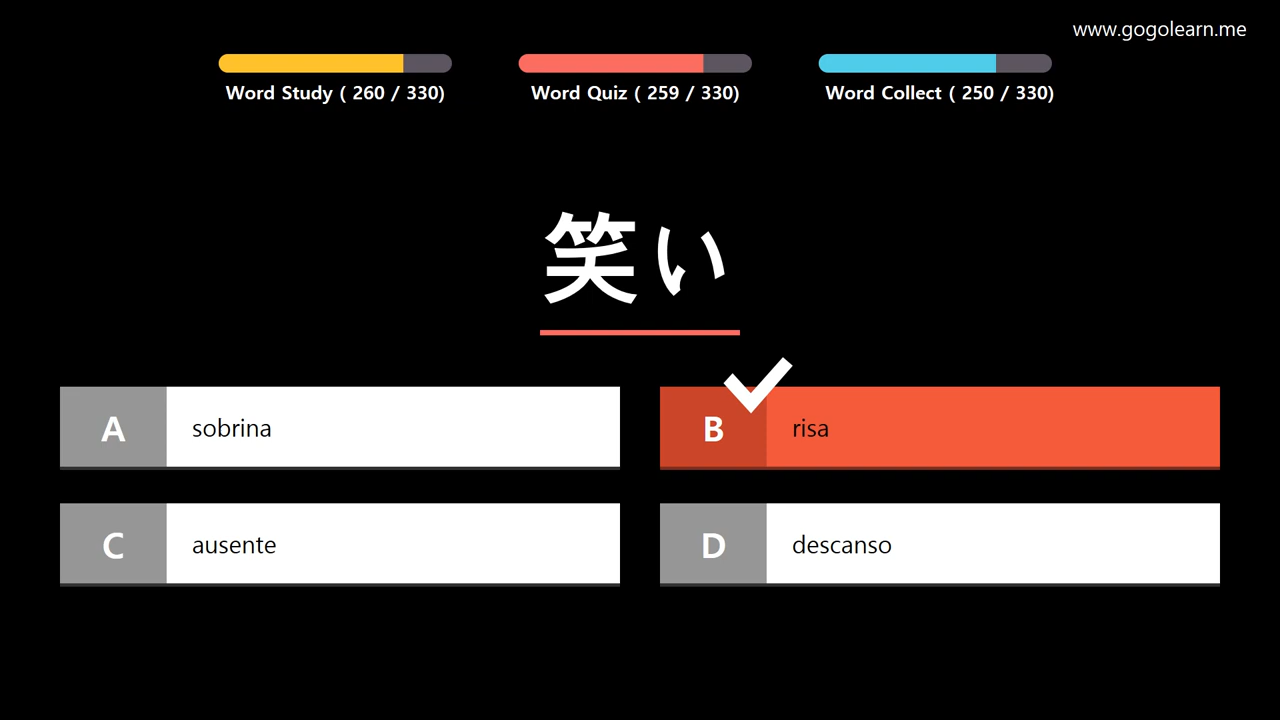 www.gogolearn.me
Word Study ( 260 / 330)
Word Quiz ( 259 / 330)
Word Collect ( 250 / 330)
笑い
A sobrina
B risa
C ausente
D descanso